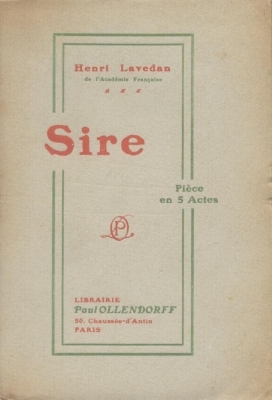 Henri Lavedan
de l'Académie Française
Sire
Pièce
en 5 Actes
LIBRAIRIE
Paul OLLENDORFF
50, Chaussée-d'Antin
PARIS